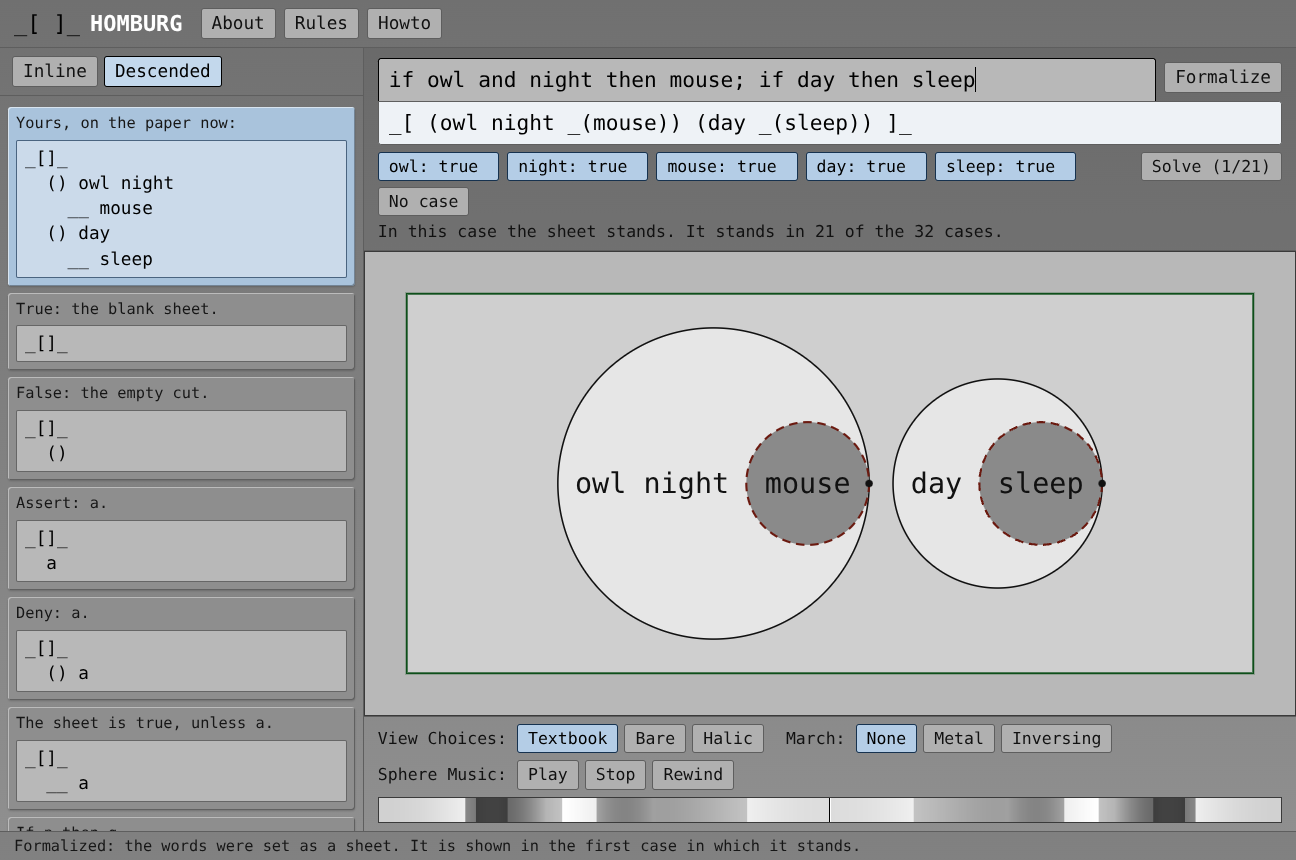 _[ ]_ HOMBURG About Rules Howto
Inline Descended
Yours, on the paper now:
_[]_
() owl night
__ mouse
() day
__ sleep
True: the blank sheet.
_[]_
False: the empty cut.
_[]_
()
Assert: a.
_[]_
a
Deny: a.
_[]_
() a
The sheet is true, unless a.
_[]_
__ a
if owl and night then mouse; if day then sleep Formalize
_[ (owl night _(mouse)) (day _(sleep)) ]_
owl: true night: true mouse: true day: true sleep: true Solve (1/21)
No case
In this case the sheet stands. It stands in 21 of the 32 cases.
owl night mouse day sleep
View Choices: Textbook Bare Halic March: None Metal Inversing
Sphere Music: Play Stop Rewind
Formalized: the words were set as a sheet. It is shown in the first case in which it stands.